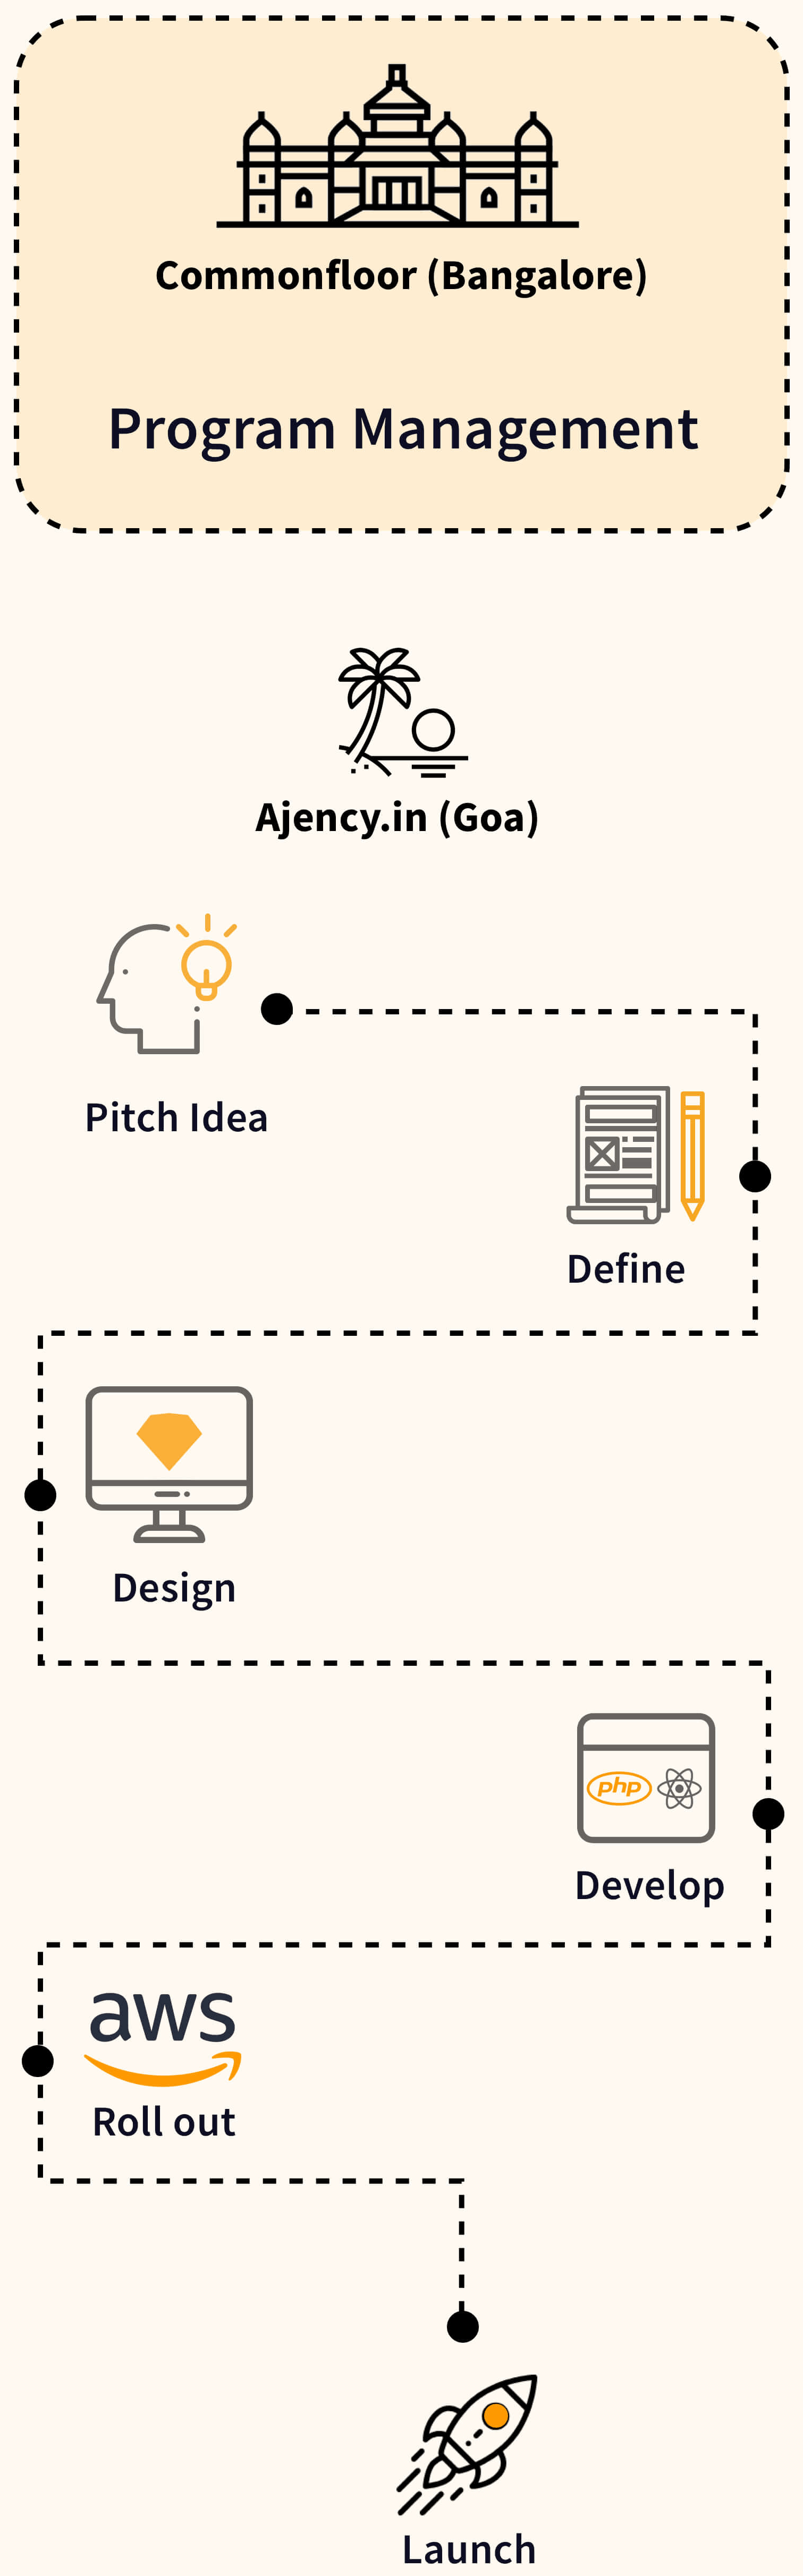 Commonfloor (Bangalore)
Program Management
Ajency.in (Goa)
Pitch Idea
Define
Design
php
Develop
aws
Roll out
Launch